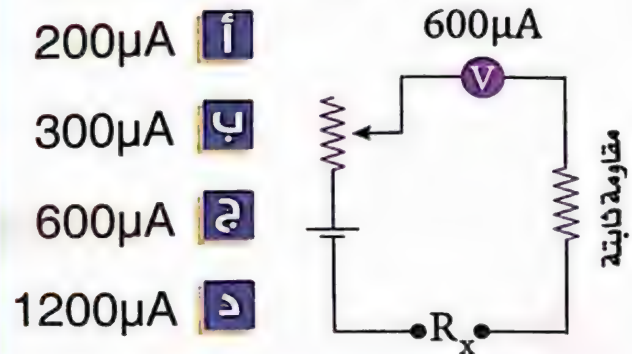 أ 200μA
ب 300μA
ج 600μA
د 1200μA
600μA
V
مقاومة ثابتة
Rx